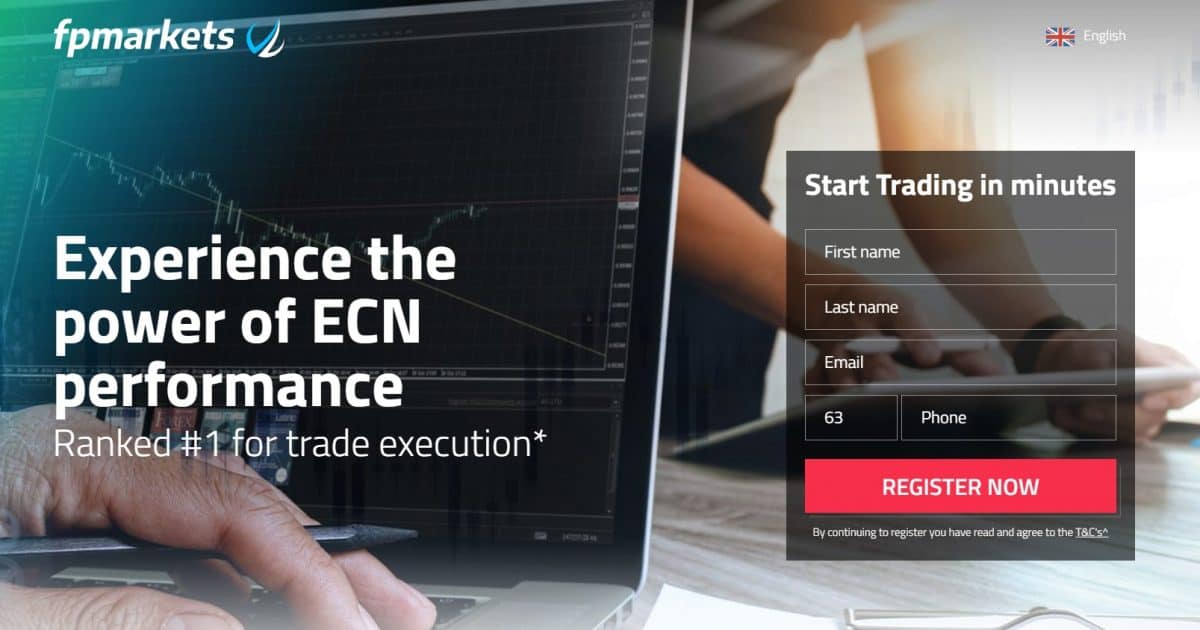 fpmarkets
English
Experience the
power of ECN
performance
Ranked #1 for trade execution*
Start Trading in minutes
First name
Last name
Email
63
Phone
REGISTER NOW
By continuing to register you have read and agree to the T&C's^